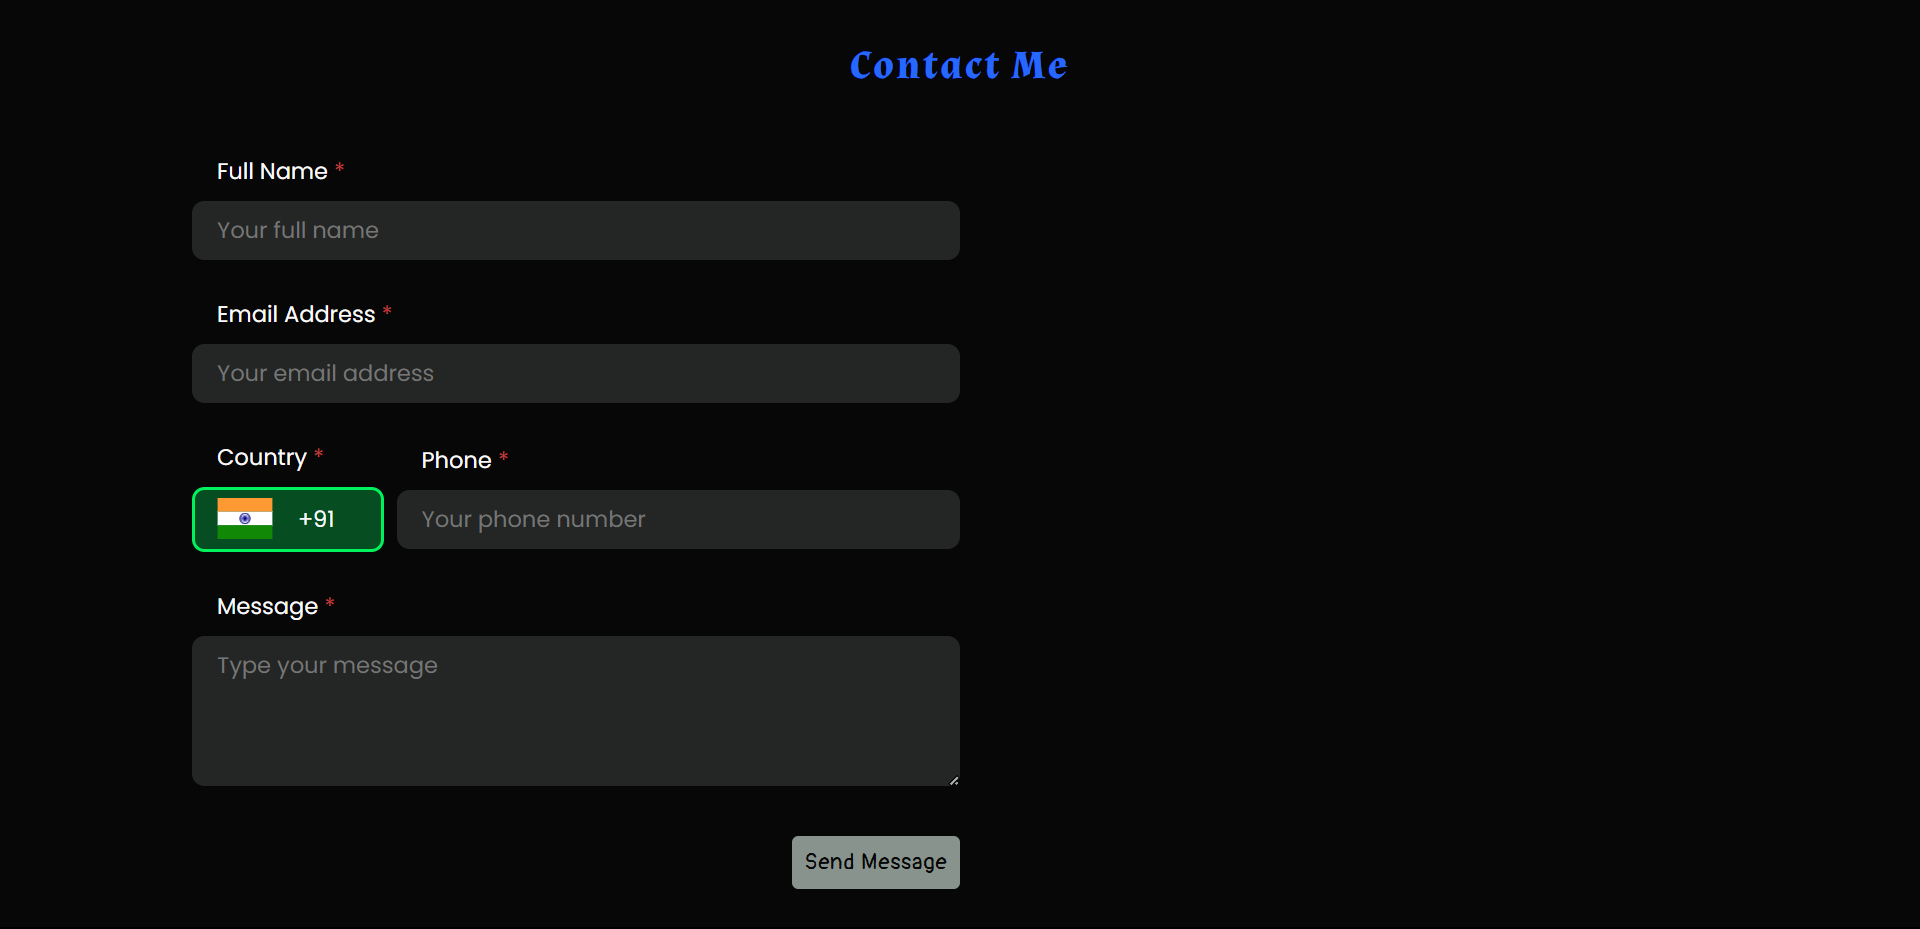 Contact Me
Full Name *
Your full name
Email Address *
Your email address
Country * Phone *
+91 Your phone number
Message *
Type your message
Send Message